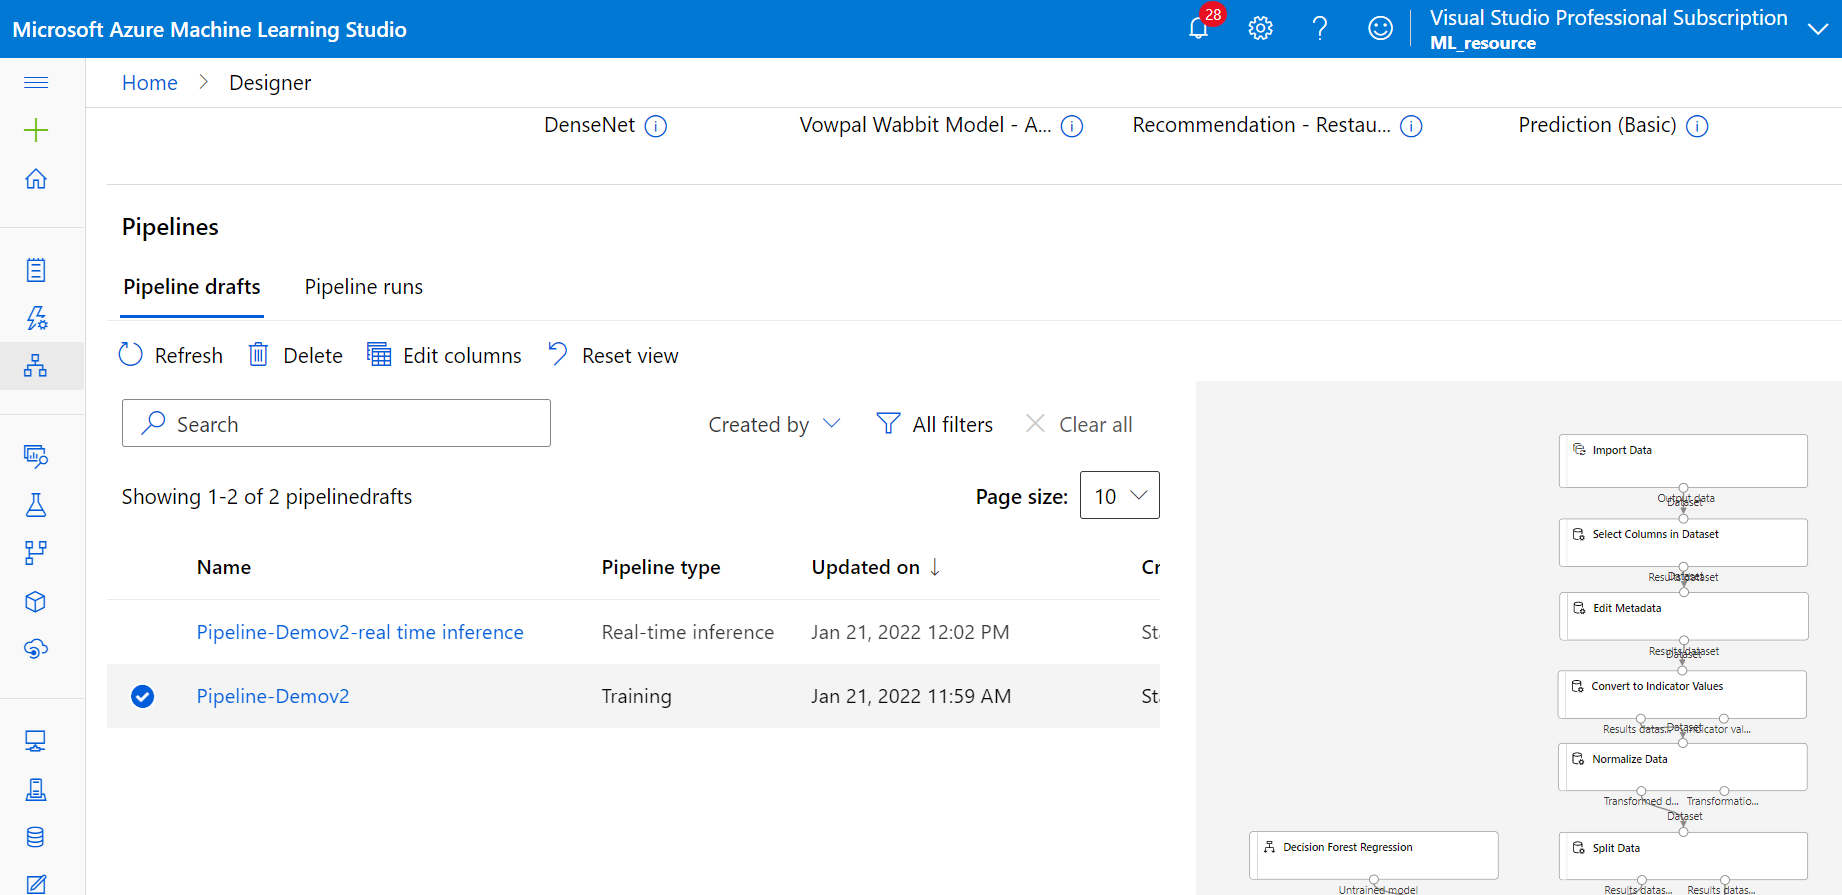 Microsoft Azure Machine Learning Studio
28
Visual Studio Professional Subscription
ML_resource
Home
Designer
DenseNet
Vowpal Wabbit Model - A...
Recommendation - Restau...
Prediction (Basic)
Pipelines
Pipeline drafts
Pipeline runs
Refresh
Delete
Edit columns
Reset view
Search
Created by
All filters
Clear all
Showing 1-2 of 2 pipelinedrafts
Page size:
10
Name
Pipeline type
Updated on
Cr
Pipeline-Demov2-real time inference
Real-time inference
Jan 21, 2022 12:02 PM
Sta
Pipeline-Demov2
Training
Jan 21, 2022 11:59 AM
Sta
Import Data
Output data
Dataset
Select Columns in Dataset
Results dataset
Dataset
Edit Metadata
Results dataset
Dataset
Convert to Indicator Values
Results datas...
Dataset
Indicator val...
Normalize Data
Transformed d...
Transformatio...
Dataset
Decision Forest Regression
Untrained model
Split Data
Results datas...
Results datas...